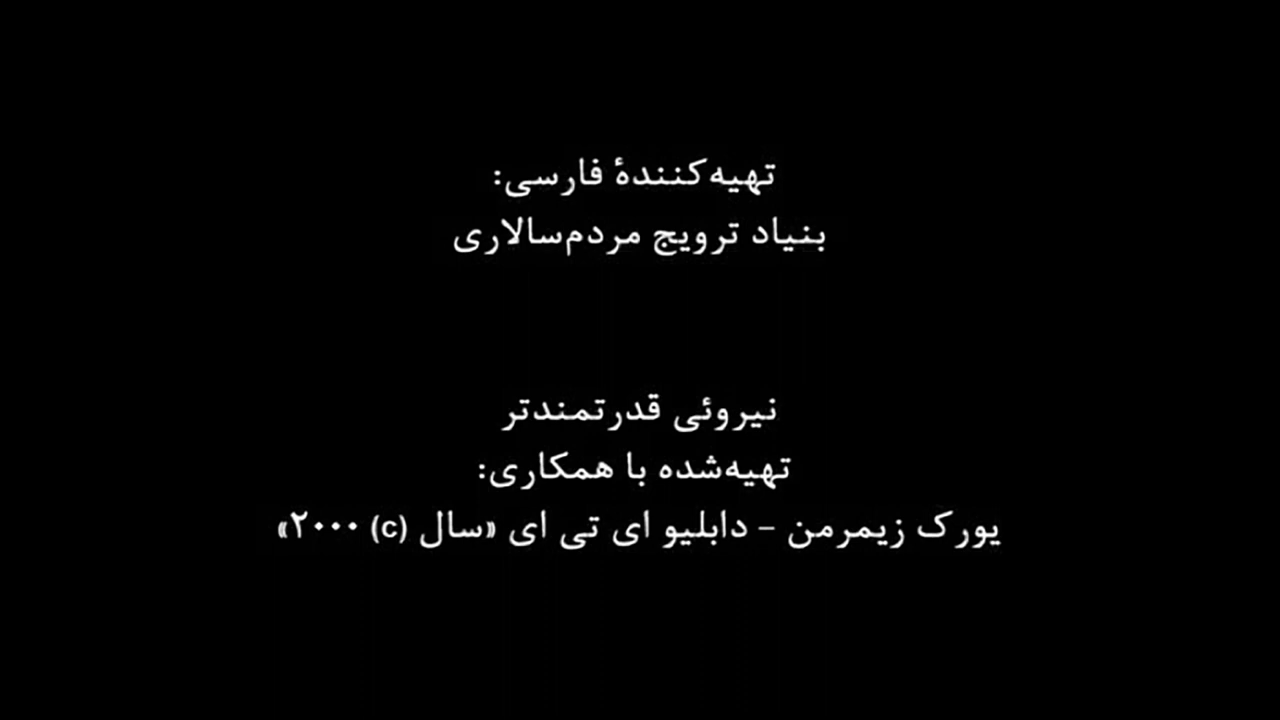 تهیه‌کنندهٔ فارسی:
بنیاد ترویج مردم‌سالاری
نیروئی قدرتمندتر
تهیه‌شده با همکاری:
یورک زیمرمن – دابلیو ای تی ای «سال (c) ۲۰۰۰»